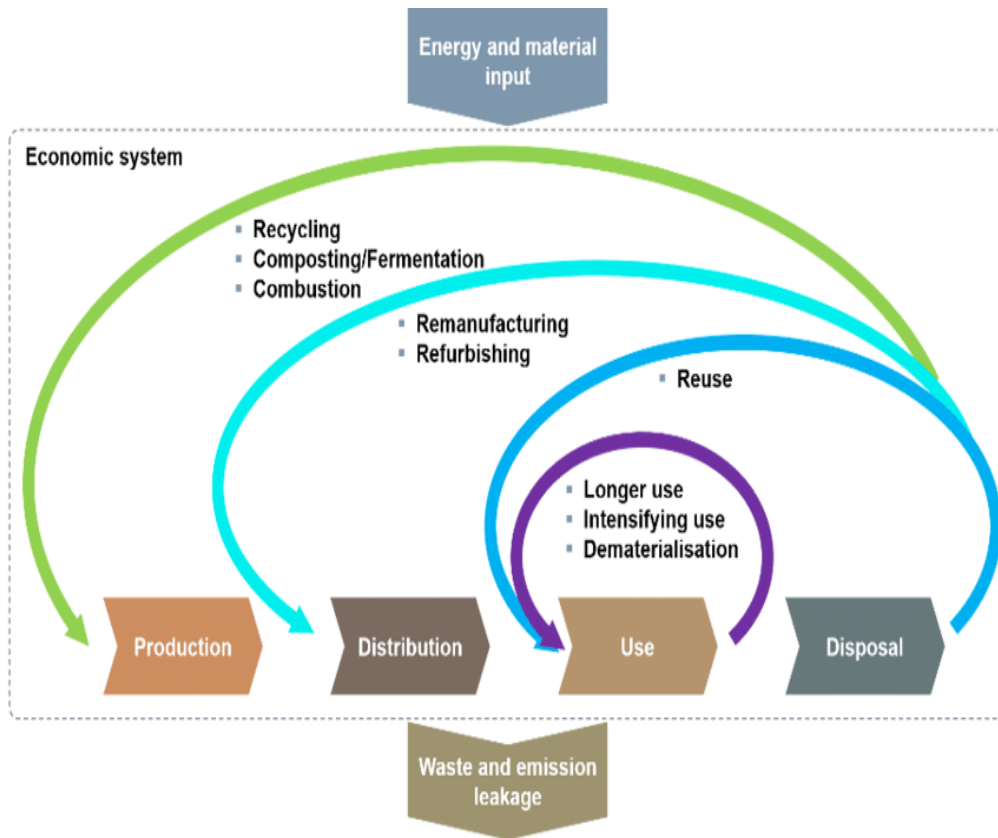 Energy and material
input
Economic system
▪ Recycling
▪ Composting/Fermentation
▪ Combustion
▪ Remanufacturing
▪ Refurbishing
▪ Reuse
▪ Longer use
▪ Intensifying use
▪ Dematerialisation
Production
Distribution
Use
Disposal
Waste and emission
leakage